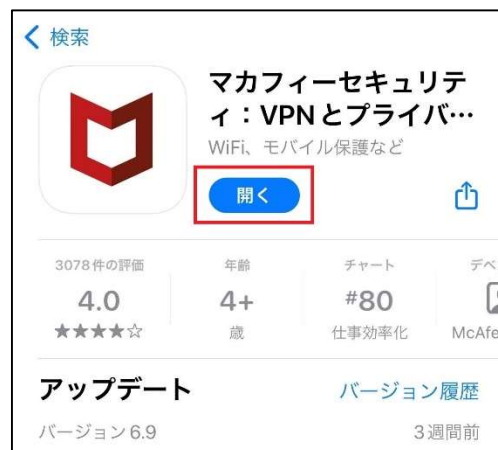 検索
マカフィーセキュリテ
ィ：VPNとプライバ…
WiFi、モバイル保護など
開く
3078件の評価
年齢
チャート
4.0
4+
#80
★★★★☆
歳
仕事効率化
アップデート
バージョン履歴
バージョン 6.9
3週間前